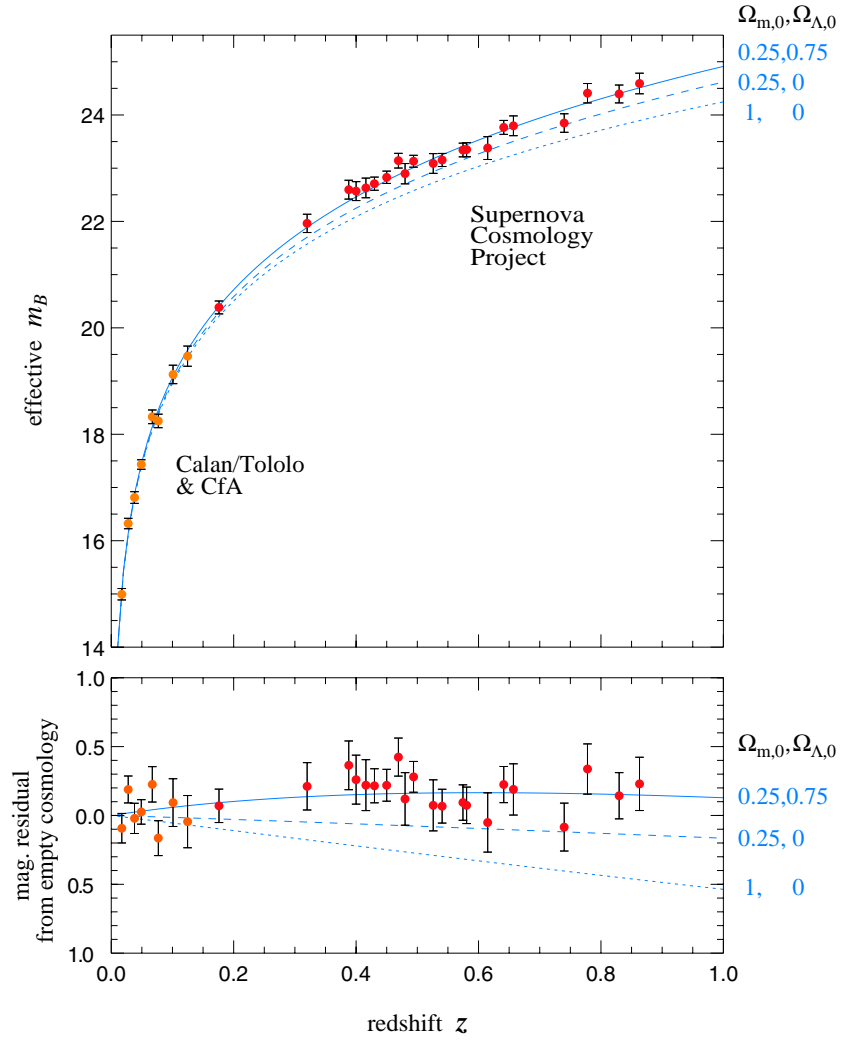 Ωm,0,ΩΛ,0
0.25,0.75
0.25, 0
1, 0
24
22
20
18
16
14
effective mB
Supernova
Cosmology
Project
Calan/Tololo
& CfA
1.0
0.5
0.0
0.5
1.0
mag. residual
from empty cosmology
Ωm,0,ΩΛ,0
0.25,0.75
0.25, 0
1, 0
0.0 0.2 0.4 0.6 0.8 1.0
redshift z